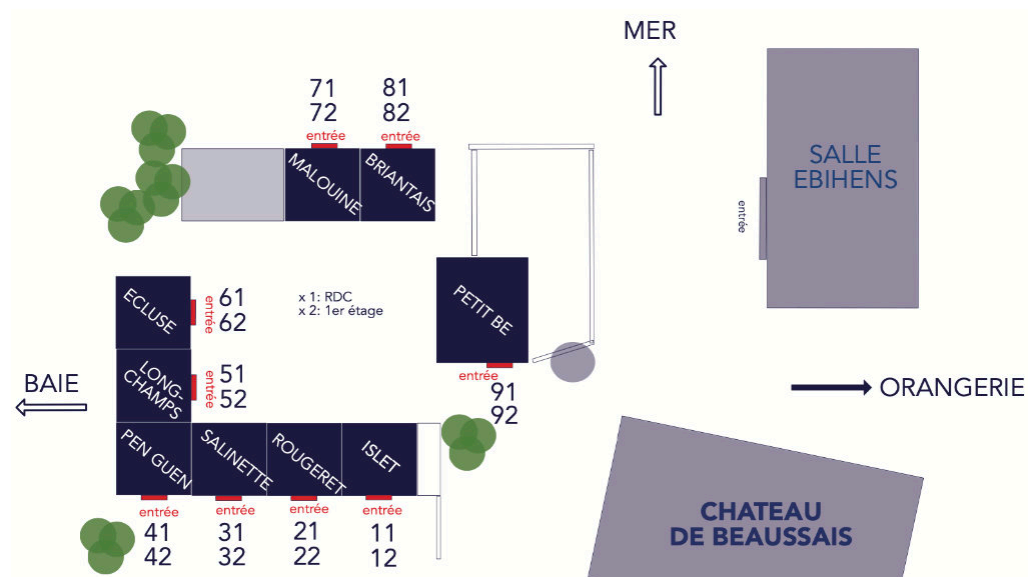 MER
71
72
entrée
MALOUINE
81
82
entrée
BRIANTAIS
SALLE
EBIHENS
entrée
ECLUSE
entrée
61
62
x 1: RDC
x 2: 1er étage
PETIT BE
entrée
91
92
BAIE
LONG-
CHAMPS
entrée
51
52
ORANGERIE
PEN GUEN
SALINETTE
ROUGERET
ISLET
entrée
41
42
entrée
31
32
entrée
21
22
entrée
11
12
CHATEAU
DE BEAUSSAIS